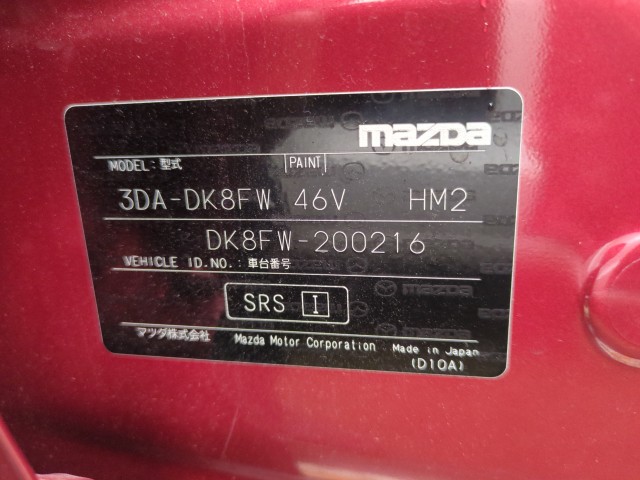 mazda
MODEL:型式 PAINT
3DA-DK8FW 46V HM2
DK8FW-200216
VEHICLE ID.NO.:車台番号
SRS I
マツダ株式会社 Mazda Motor Corporation Made in Japan
(D10A)